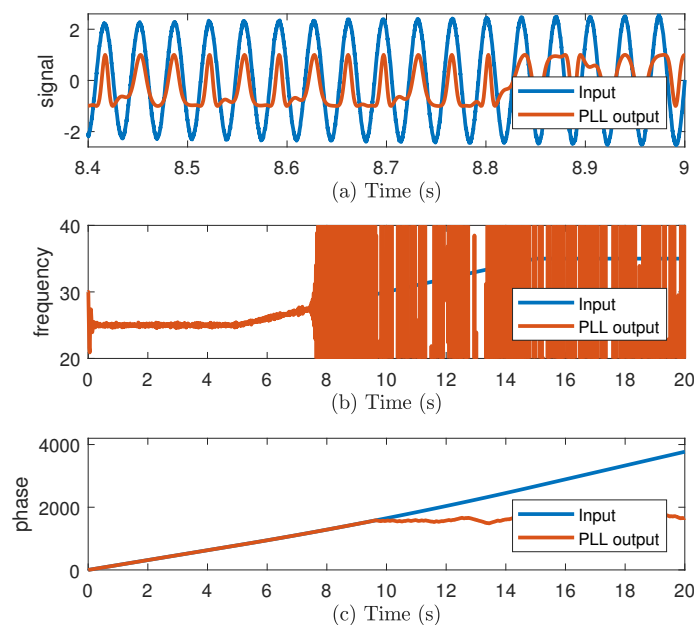 signal
2
0
-2
8.4 8.5 8.6 8.7 8.8 8.9 9
Input
PLL output
(a) Time (s)
frequency
40
30
20
0 2 4 6 8 10 12 14 16 18 20
Input
PLL output
(b) Time (s)
phase
4000
2000
0
0 2 4 6 8 10 12 14 16 18 20
Input
PLL output
(c) Time (s)